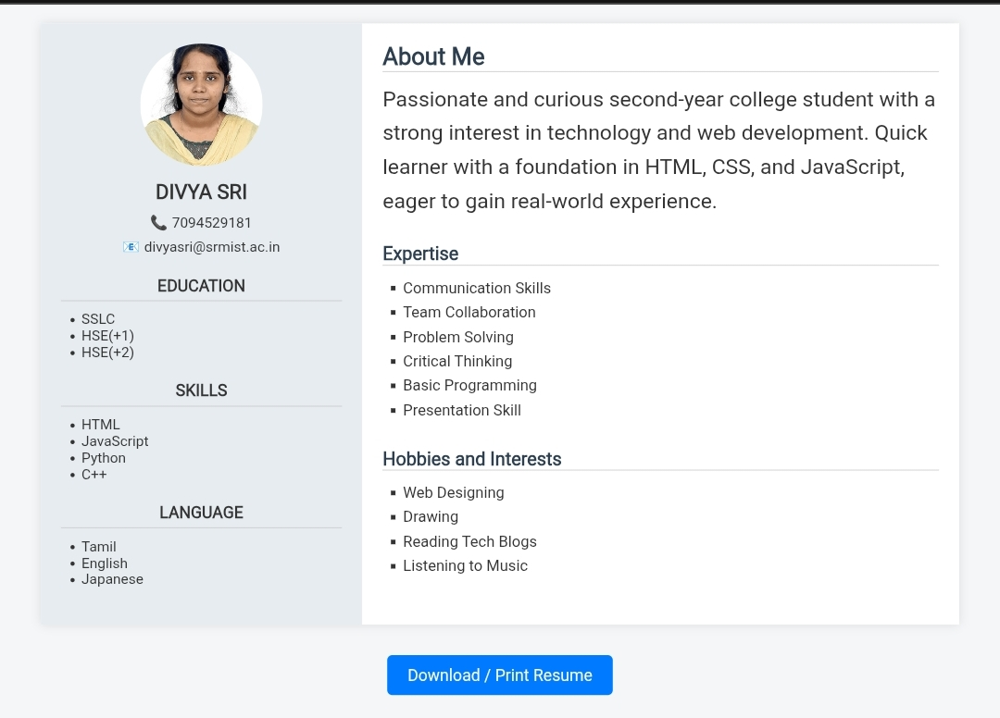 DIVYA SRI
📞 7094529181
📧 divyasri@srmist.ac.in
EDUCATION
• SSLC
• HSE(+1)
• HSE(+2)
SKILLS
• HTML
• JavaScript
• Python
• C++
LANGUAGE
• Tamil
• English
• Japanese
About Me
Passionate and curious second-year college student with a
strong interest in technology and web development. Quick
learner with a foundation in HTML, CSS, and JavaScript,
eager to gain real-world experience.
Expertise
▪ Communication Skills
▪ Team Collaboration
▪ Problem Solving
▪ Critical Thinking
▪ Basic Programming
▪ Presentation Skill
Hobbies and Interests
▪ Web Designing
▪ Drawing
▪ Reading Tech Blogs
▪ Listening to Music
Download / Print Resume